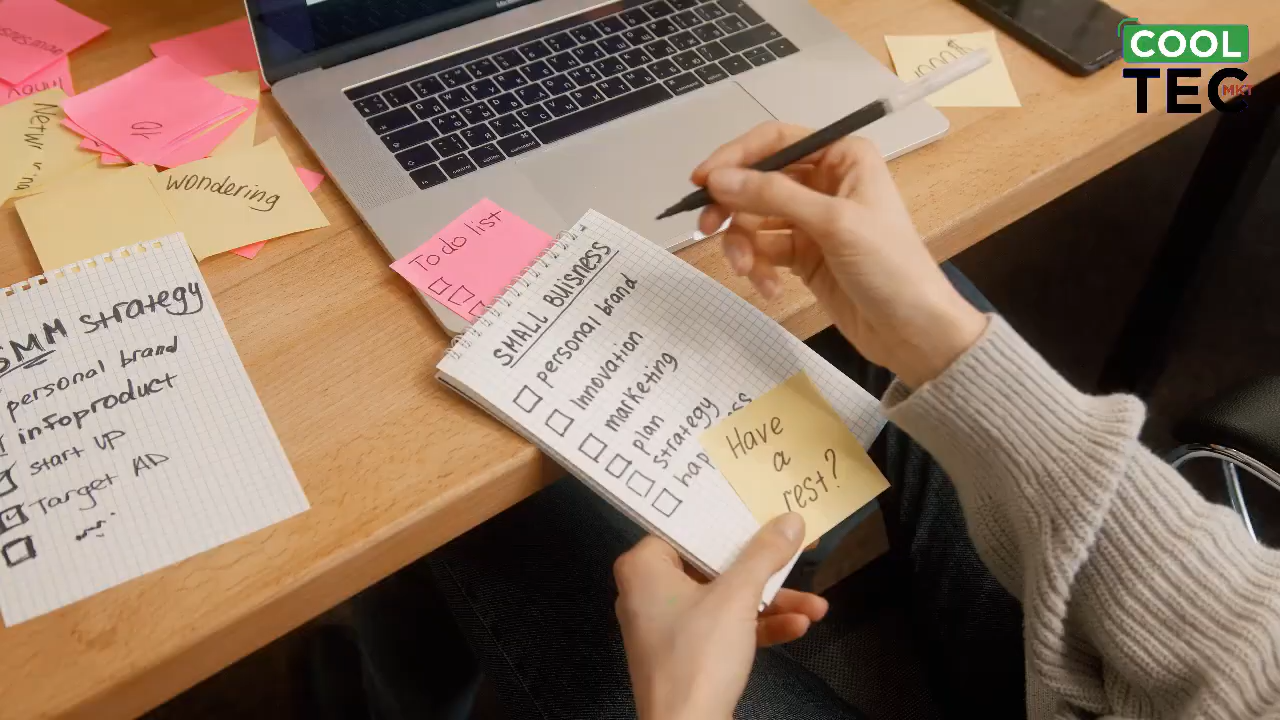 COOL
TEC
MKT
wondering
To do list
SMALL BUISNESS
personal brand
Innovation
marketing
plan
strategy
Have
a
rest?
SMM strategy
personal brand
infoproduct
start UP
Target AD